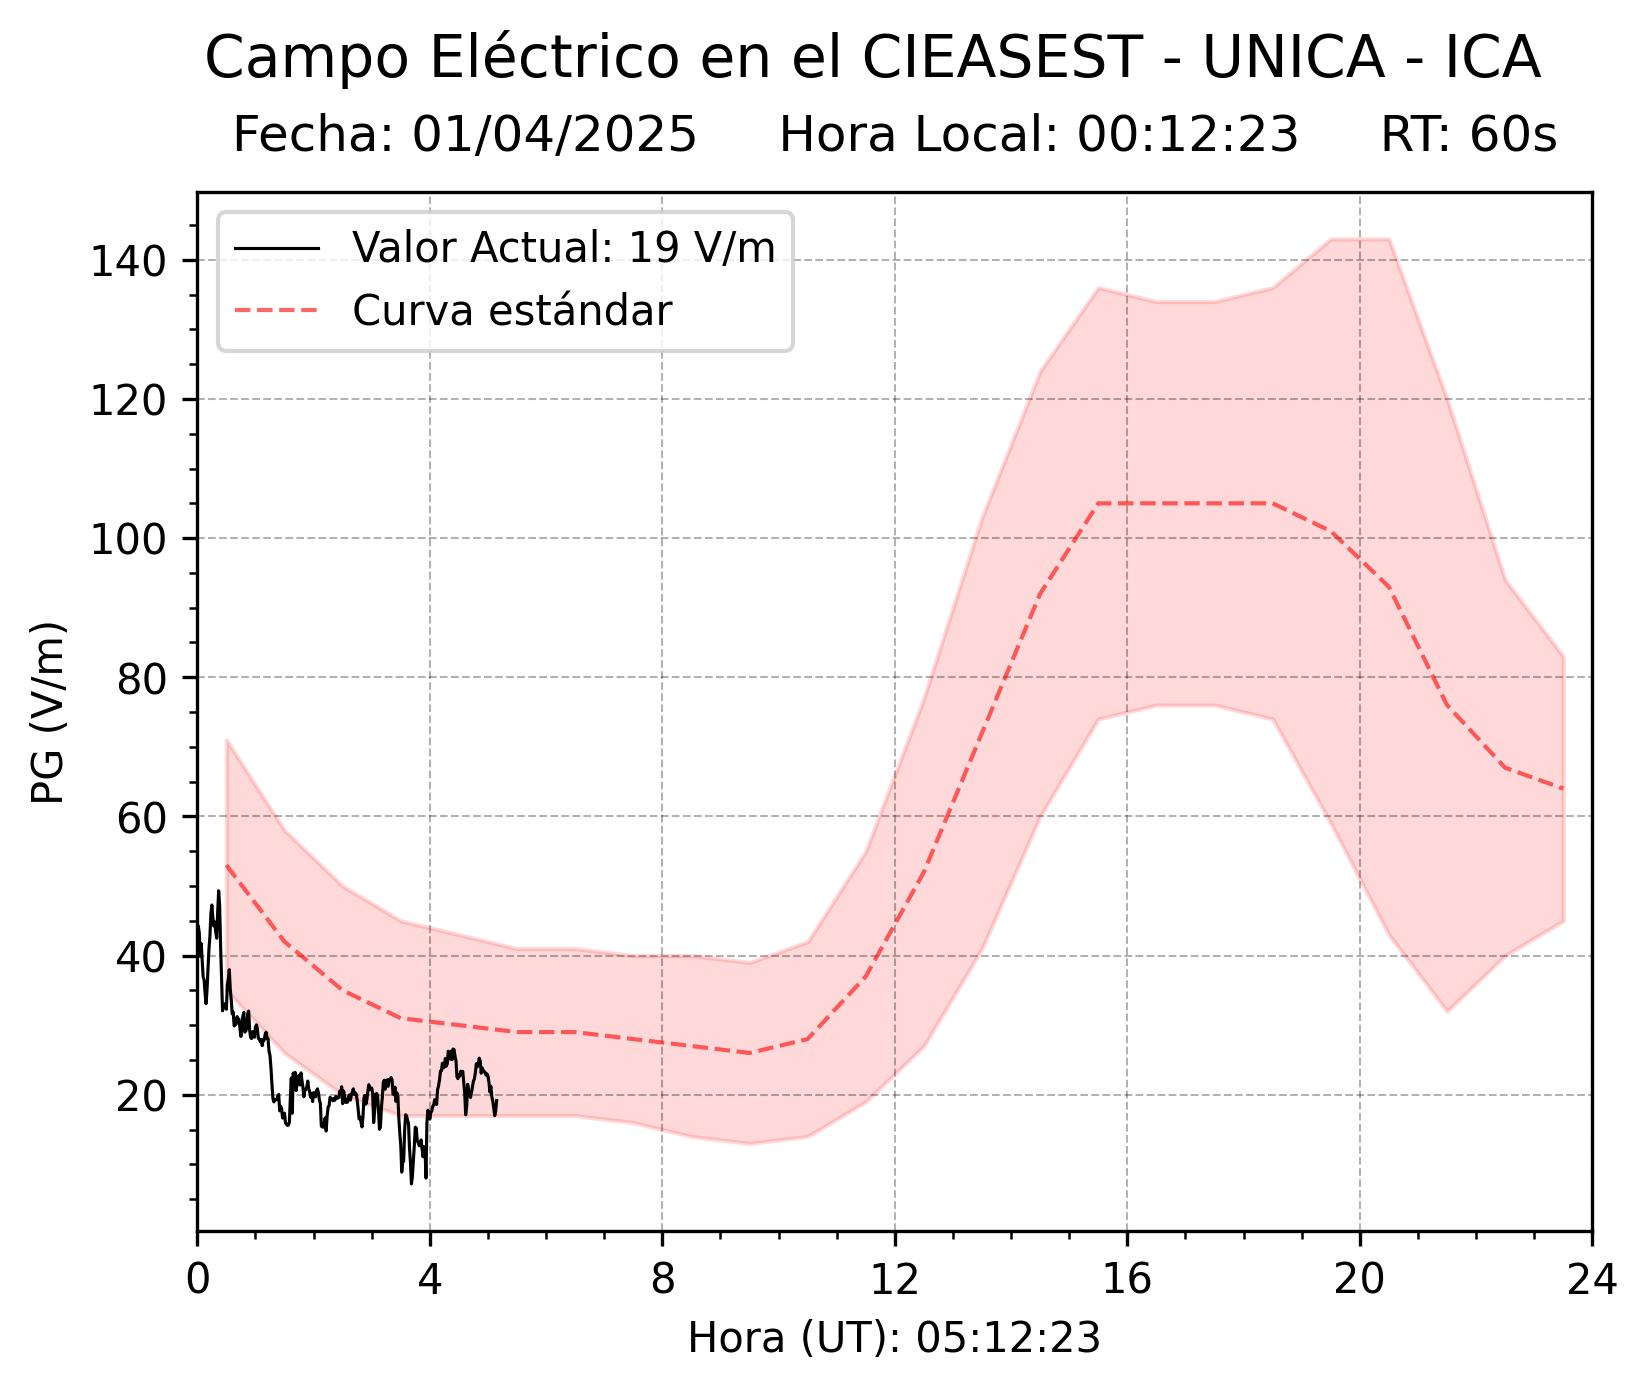 Campo Eléctrico en el CIEASEST - UNICA - ICA
Fecha: 01/04/2025 Hora Local: 00:12:23 RT: 60s
Valor Actual: 19 V/m
Curva estándar
PG (V/m)
140
120
100
80
60
40
20
0 4 8 12 16 20 24
Hora (UT): 05:12:23